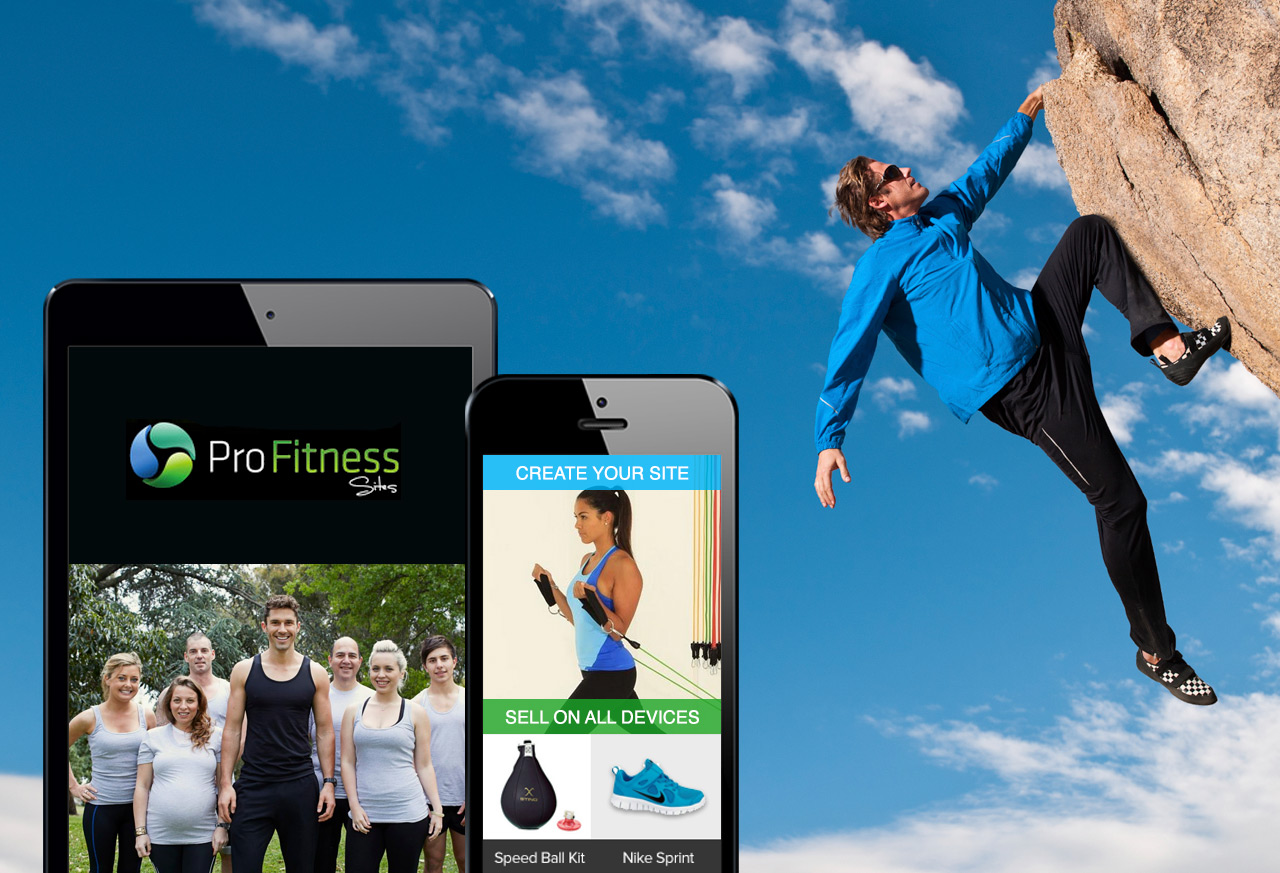 Pro Fitness
Sites
CREATE YOUR SITE
SELL ON ALL DEVICES
Speed Ball Kit
Nike Sprint